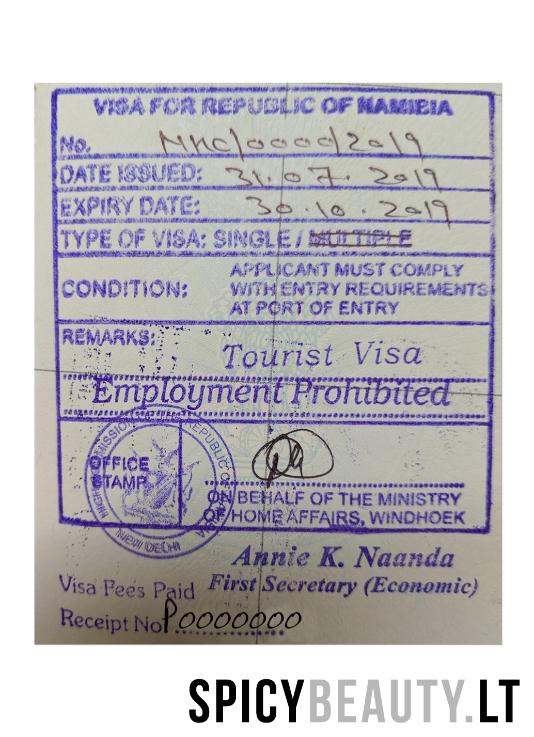 VISA FOR REPUBLIC OF NAMIBIA
No. NHC/0000/2019
DATE ISSUED: 31.07.2019
EXPIRY DATE: 30.10.2019
TYPE OF VISA: SINGLE / MULTIPLE
CONDITION: APPLICANT MUST COMPLY
WITH ENTRY REQUIREMENTS
AT PORT OF ENTRY
REMARKS: Tourist Visa
Employment Prohibited
OFFICE
STAMP
HIGH COMMISSION OF THE REPUBLIC OF NAMIBIA
NEW DELHI
ON BEHALF OF THE MINISTRY
OF HOME AFFAIRS, WINDHOEK
Annie K. Naanda
First Secretary (Economic)
Visa Fees Paid
Receipt No P0000000
SPICYBEAUTY.LT